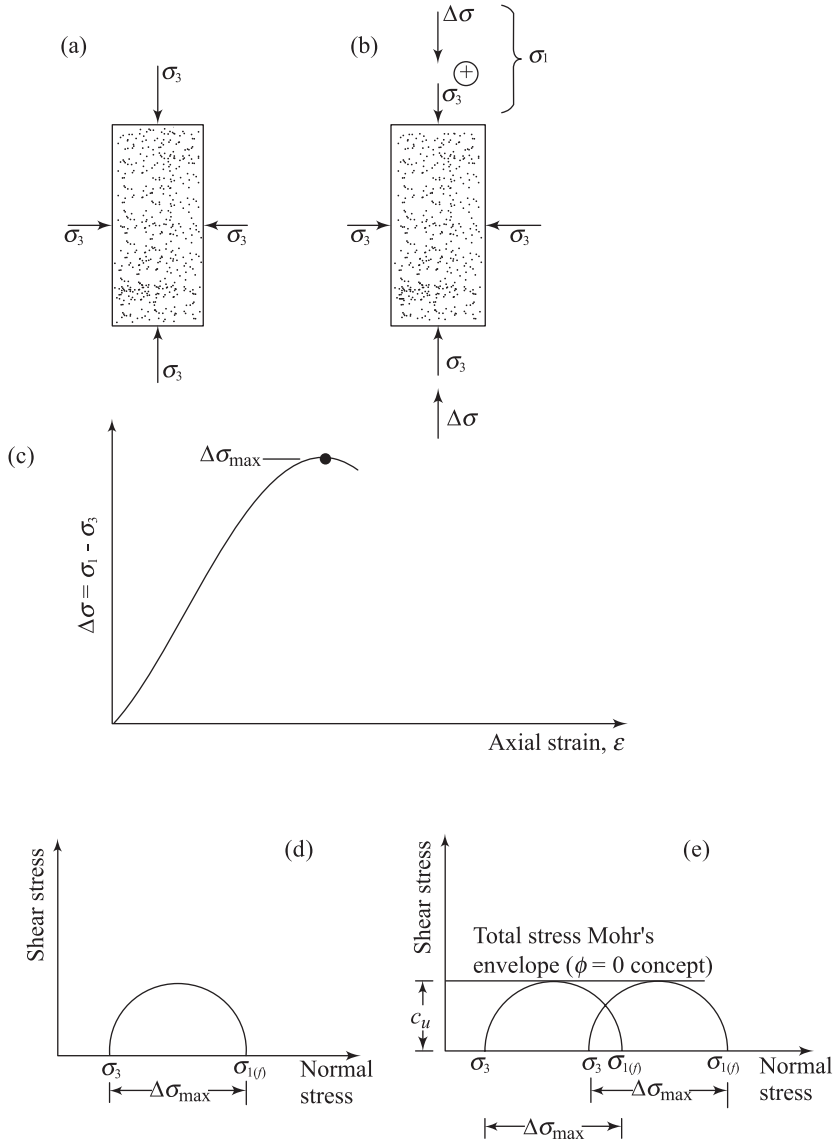 (a)
σ₃
σ₃
σ₃
σ₃
(b)
Δσ
+
σ₃
σ₁
σ₃
σ₃
σ₃
Δσ
(c)
Δσₘₐₓ
Δσ = σ₁ - σ₃
Axial strain, ε
(d)
Shear stress
σ₃
σ₁₍f₎
Normal
stress
Δσₘₐₓ
(e)
Shear stress
Total stress Mohr's
envelope (ϕ = 0 concept)
cᵤ
σ₃
σ₃
σ₁₍f₎
σ₁₍f₎
Normal
stress
Δσₘₐₓ
Δσₘₐₓ